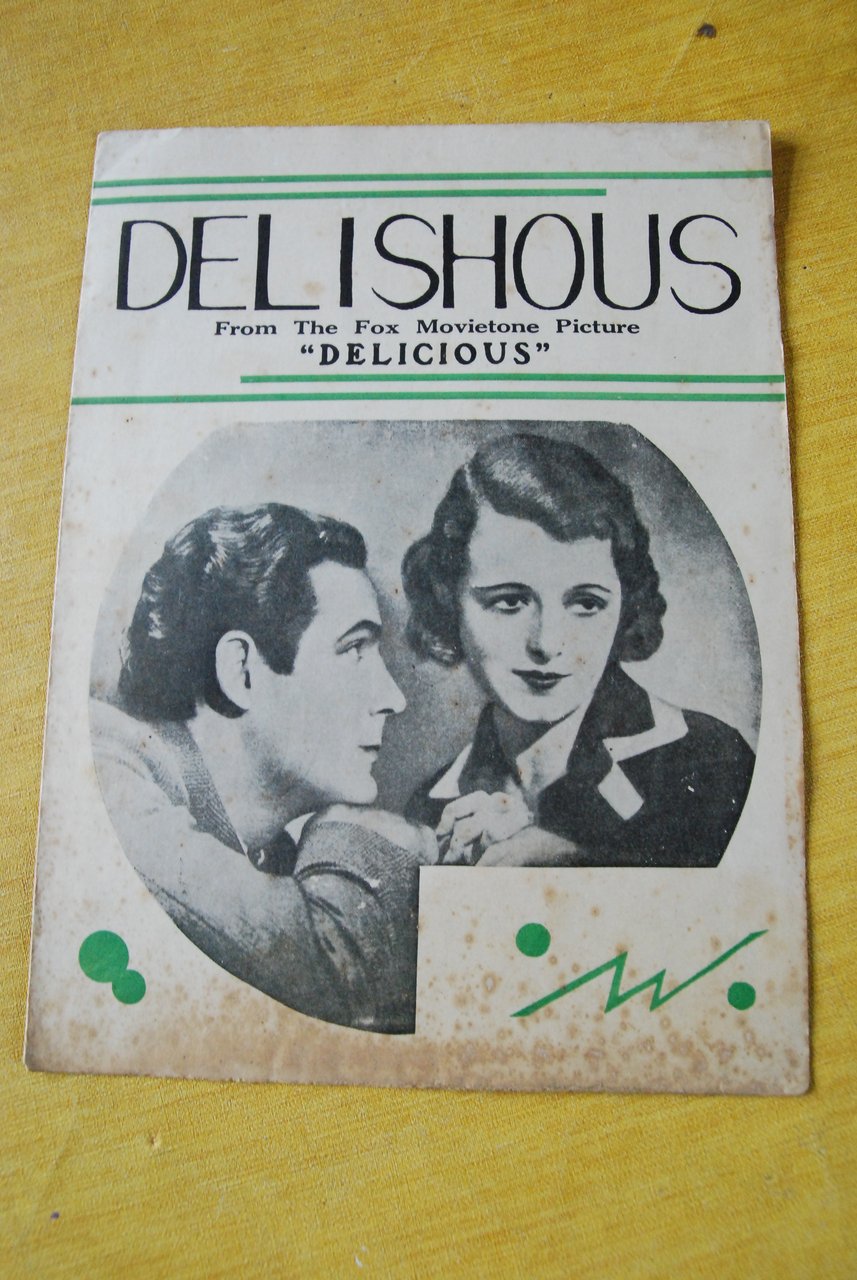 DELISHOUS
From The Fox Movietone Picture
“DELICIOUS”